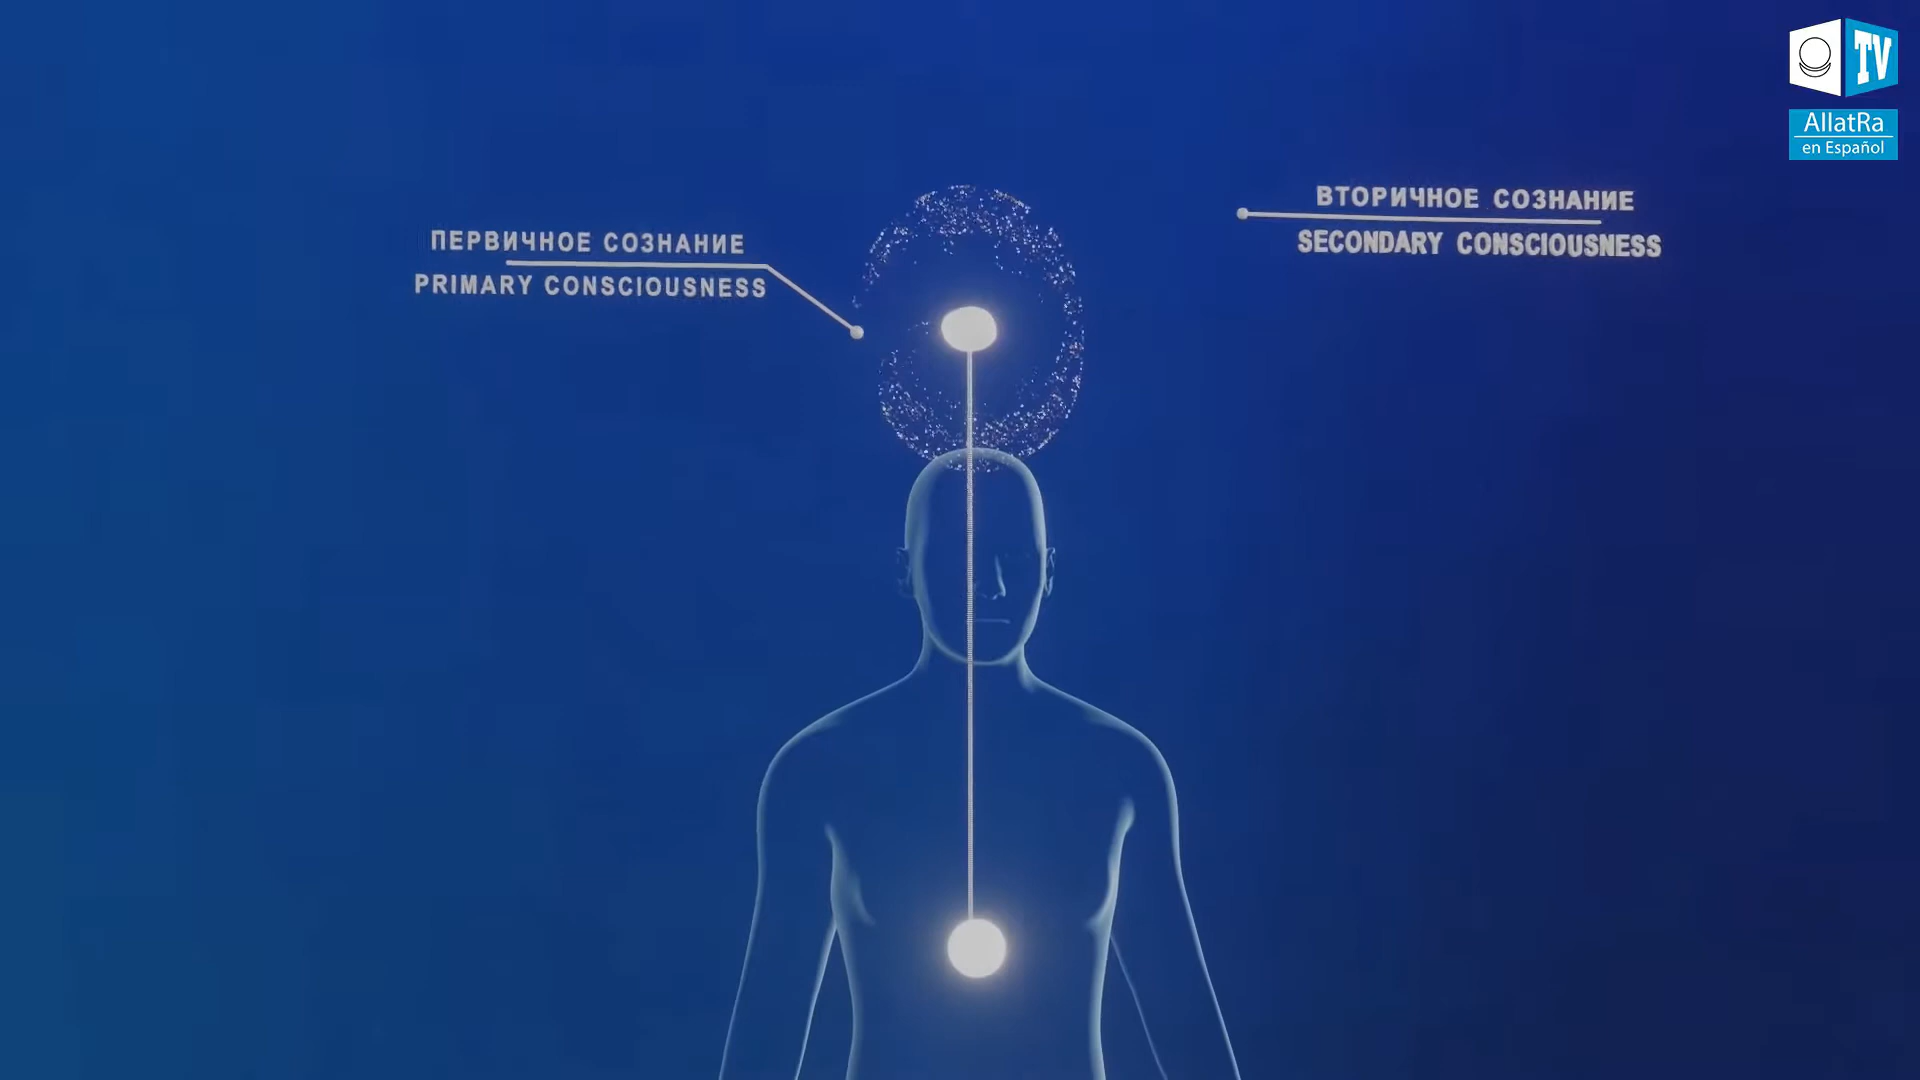 TV
AllatRa
en Español
ВТОРИЧНОЕ СОЗНАНИЕ
SECONDARY CONSCIOUSNESS
ПЕРВИЧНОЕ СОЗНАНИЕ
PRIMARY CONSCIOUSNESS